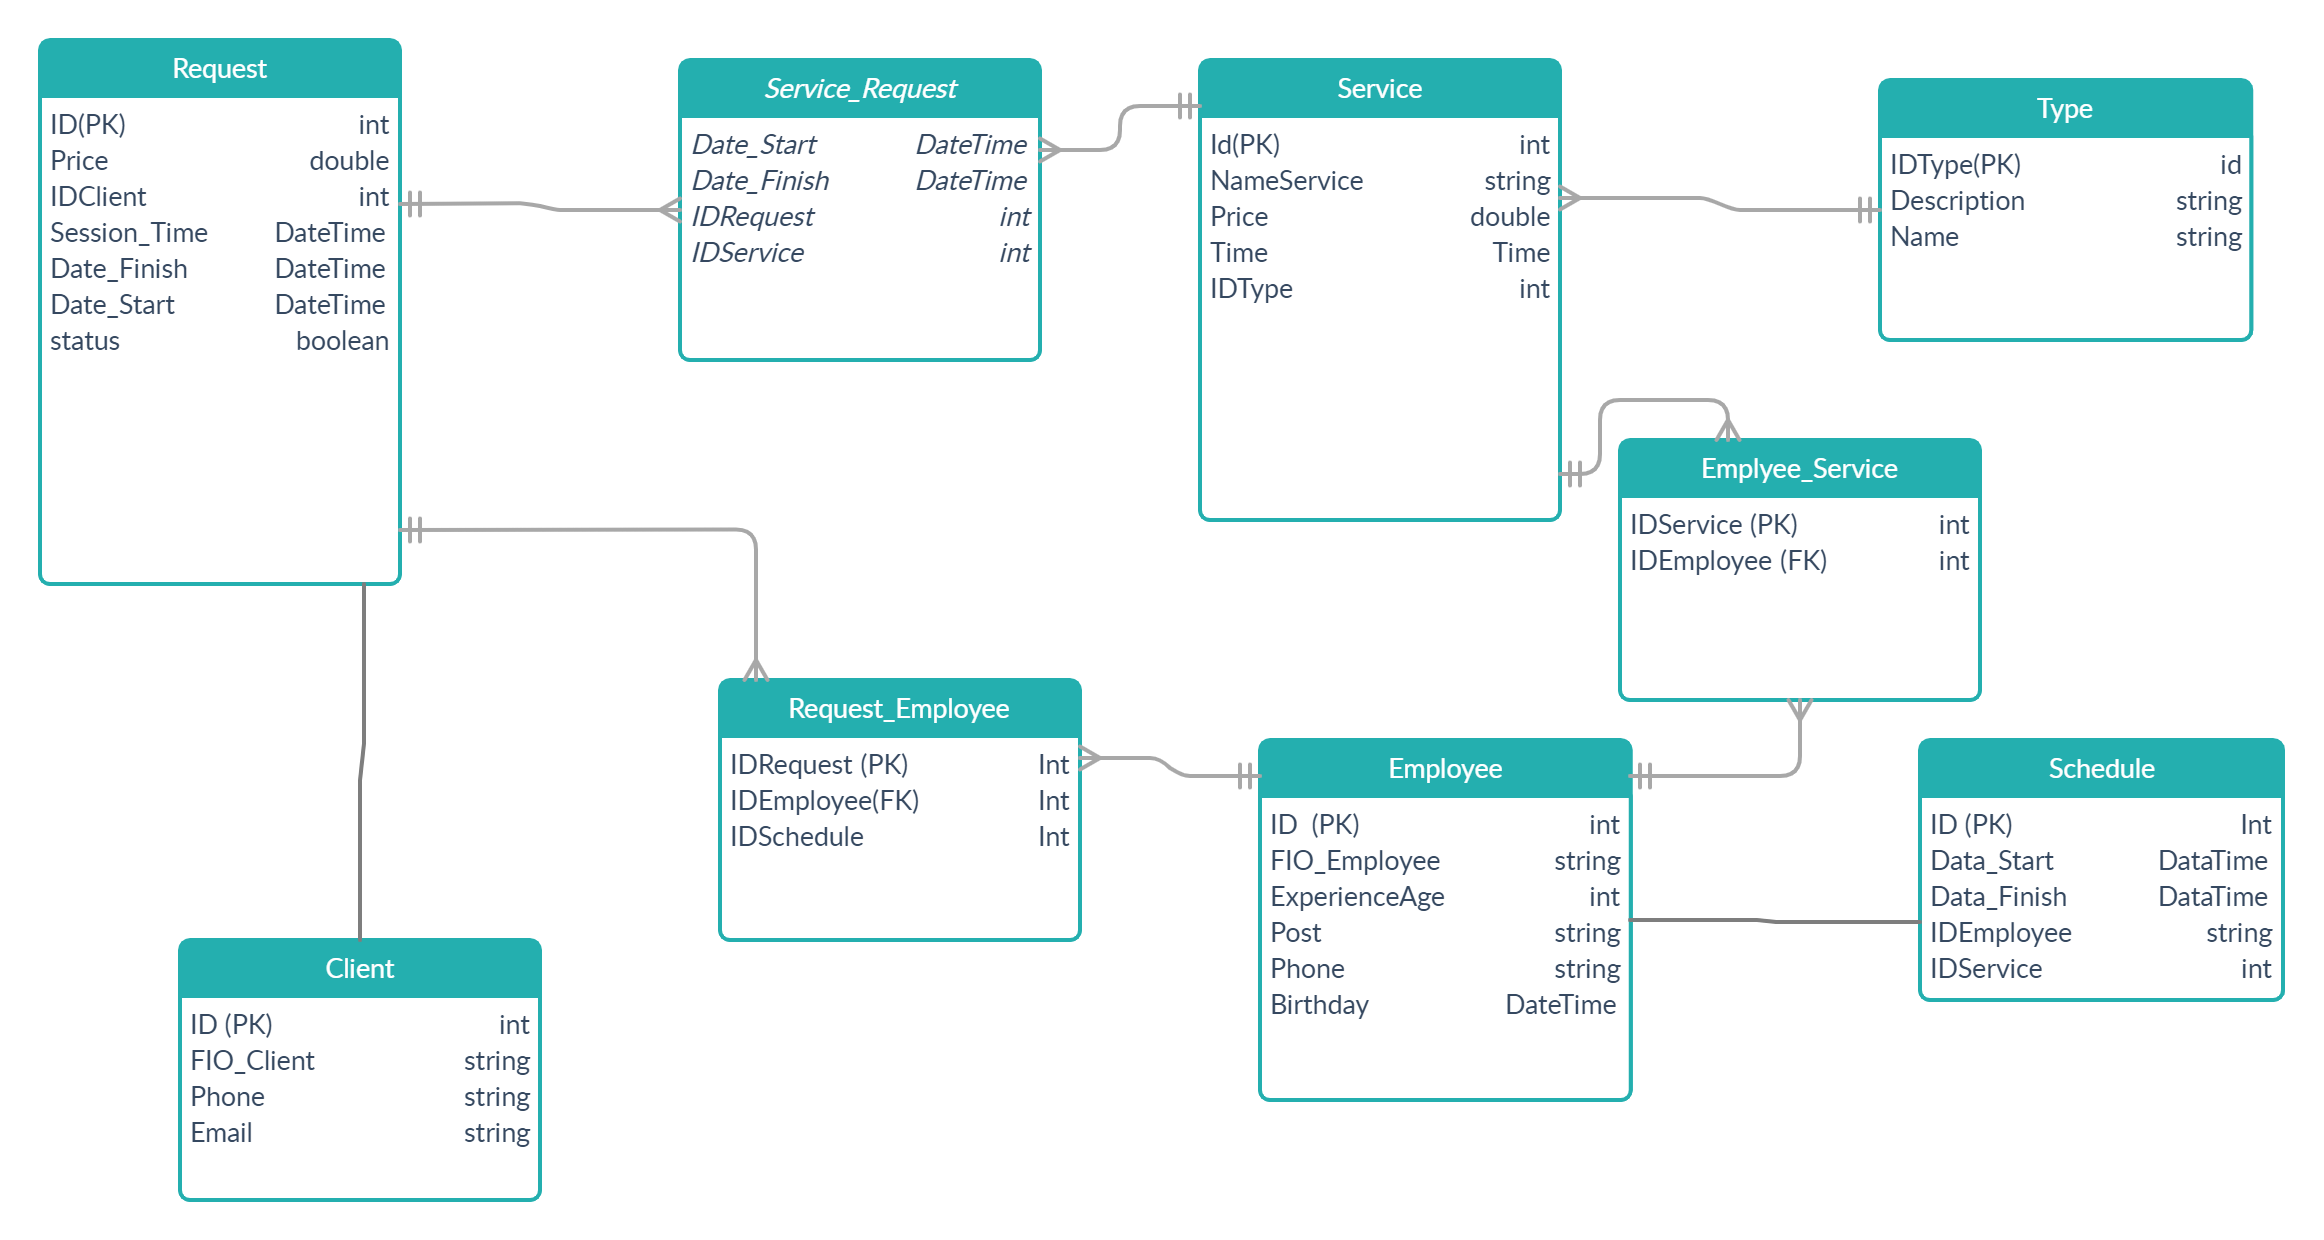 Request
ID(PK) int
Price double
IDClient int
Session_Time DateTime
Date_Finish DateTime
Date_Start DateTime
status boolean
Service_Request
Date_Start DateTime
Date_Finish DateTime
IDRequest int
IDService int
Service
Id(PK) int
NameService string
Price double
Time Time
IDType int
Type
IDType(PK) id
Description string
Name string
Emplyee_Service
IDService (PK) int
IDEmployee (FK) int
Request_Employee
IDRequest (PK) Int
IDEmployee(FK) Int
IDSchedule Int
Employee
ID (PK) int
FIO_Employee string
ExperienceAge int
Post string
Phone string
Birthday DateTime
Schedule
ID (PK) Int
Data_Start DataTime
Data_Finish DataTime
IDEmployee string
IDService int
Client
ID (PK) int
FIO_Client string
Phone string
Email string